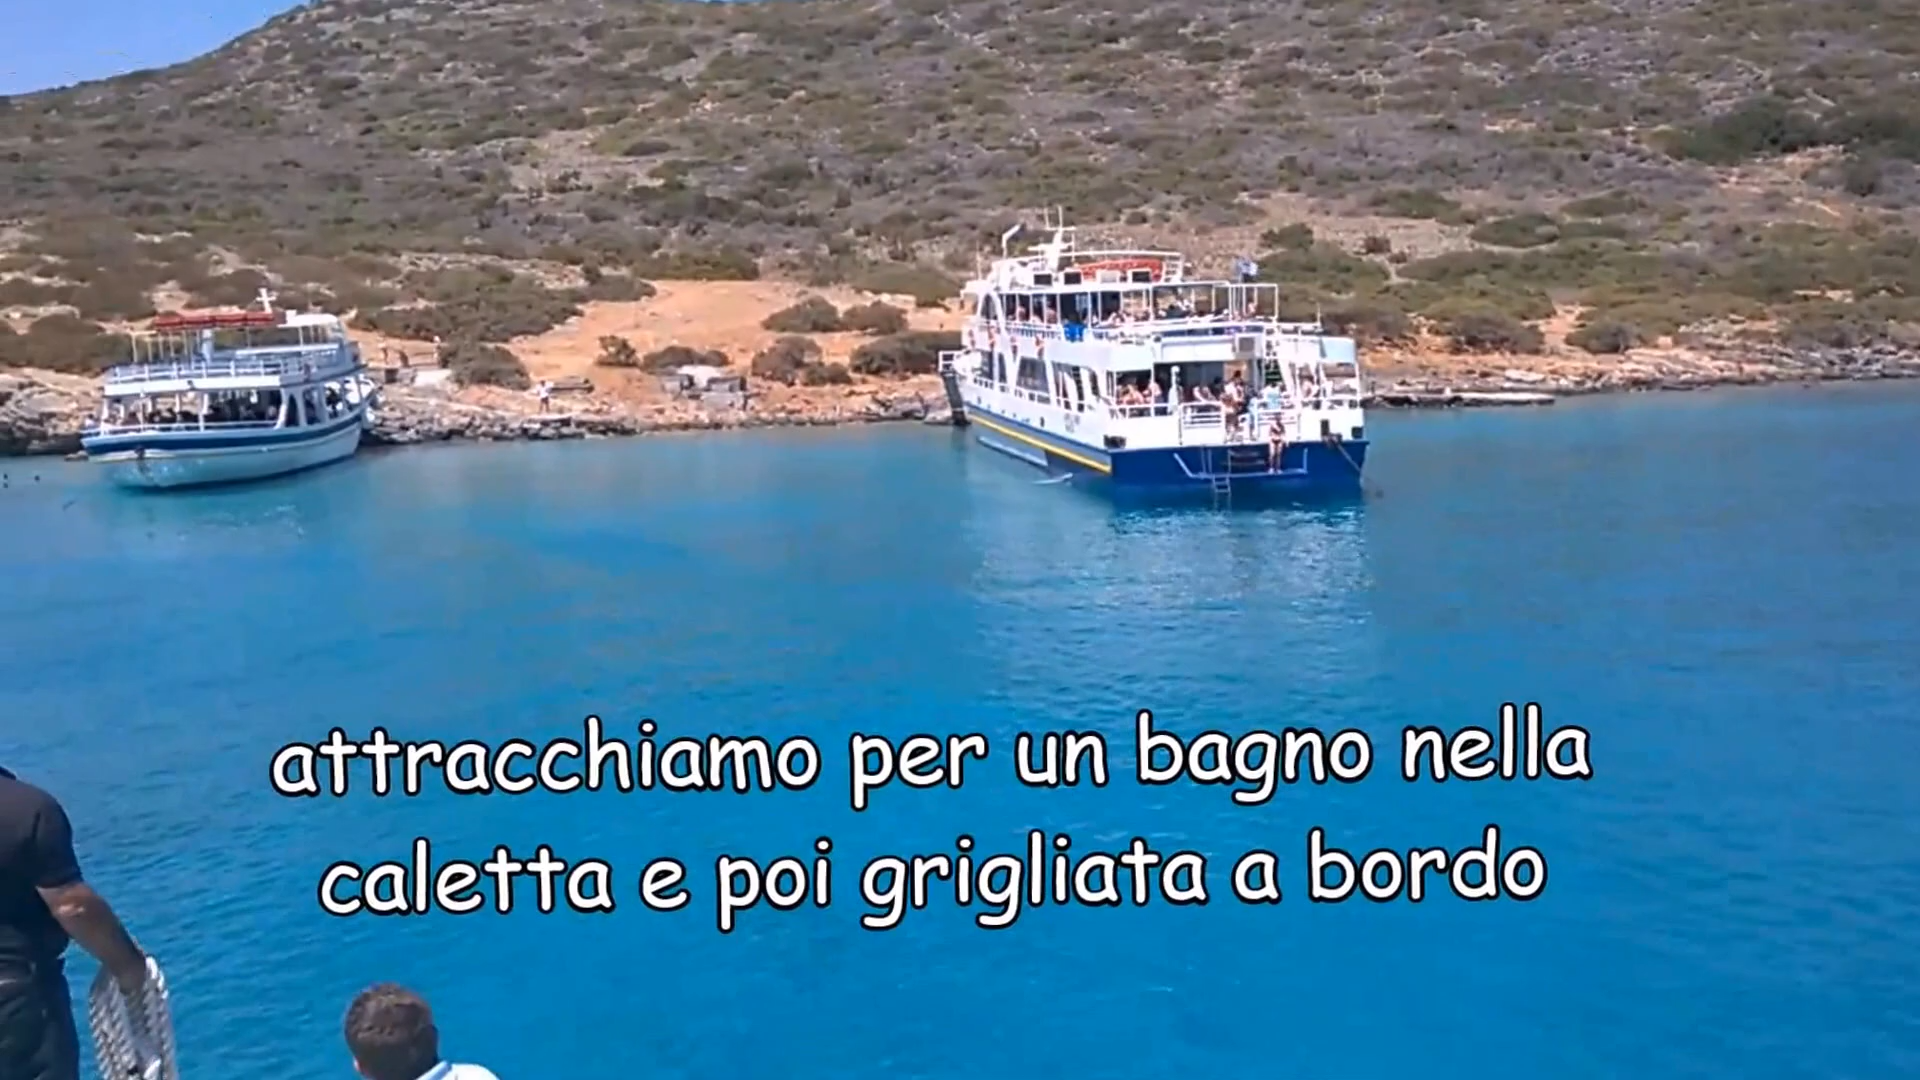 attracchiamo per un bagno nella
caletta e poi grigliata a bordo